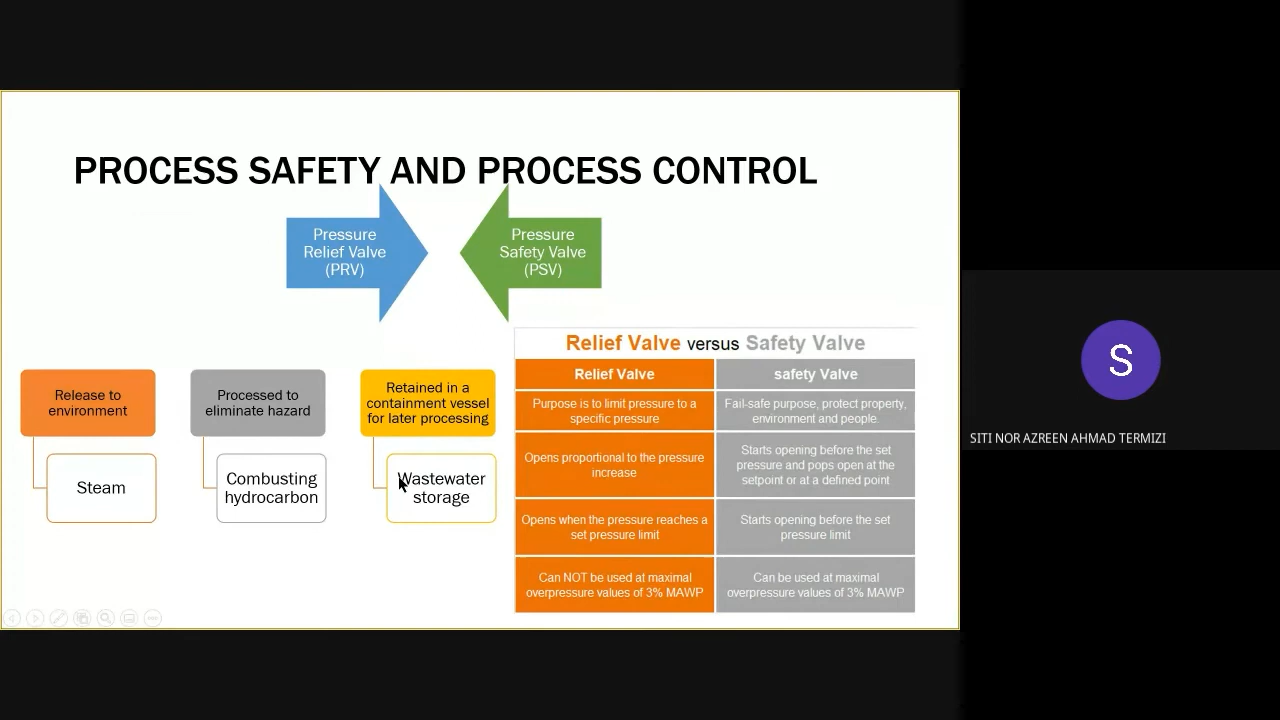 PROCESS SAFETY AND PROCESS CONTROL
Pressure
Relief Valve
(PRV)
Pressure
Safety Valve
(PSV)
Release to
environment
Steam
Processed to
eliminate hazard
Combusting
hydrocarbon
Retained in a
containment vessel
for later processing
Wastewater
storage
Relief Valve versus Safety Valve
Relief Valve
safety Valve
Purpose is to limit pressure to a
specific pressure
Fail-safe purpose, protect property,
environment and people.
Opens proportional to the pressure
increase
Starts opening before the set
pressure and pops open at the
setpoint or at a defined point
Opens when the pressure reaches a
set pressure limit
Starts opening before the set
pressure limit
Can NOT be used at maximal
overpressure values of 3% MAWP
Can be used at maximal
overpressure values of 3% MAWP
S
SITI NOR AZREEN AHMAD TERMIZI